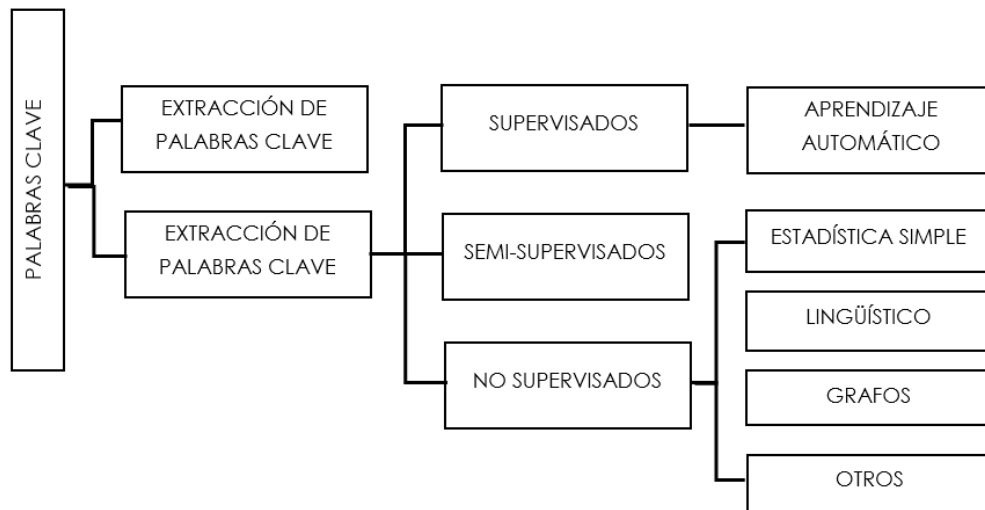 PALABRAS CLAVE
EXTRACCIÓN DE
PALABRAS CLAVE
EXTRACCIÓN DE
PALABRAS CLAVE
SUPERVISADOS
SEMI-SUPERVISADOS
NO SUPERVISADOS
APRENDIZAJE
AUTOMÁTICO
ESTADÍSTICA SIMPLE
LINGÜÍSTICO
GRAFOS
OTROS